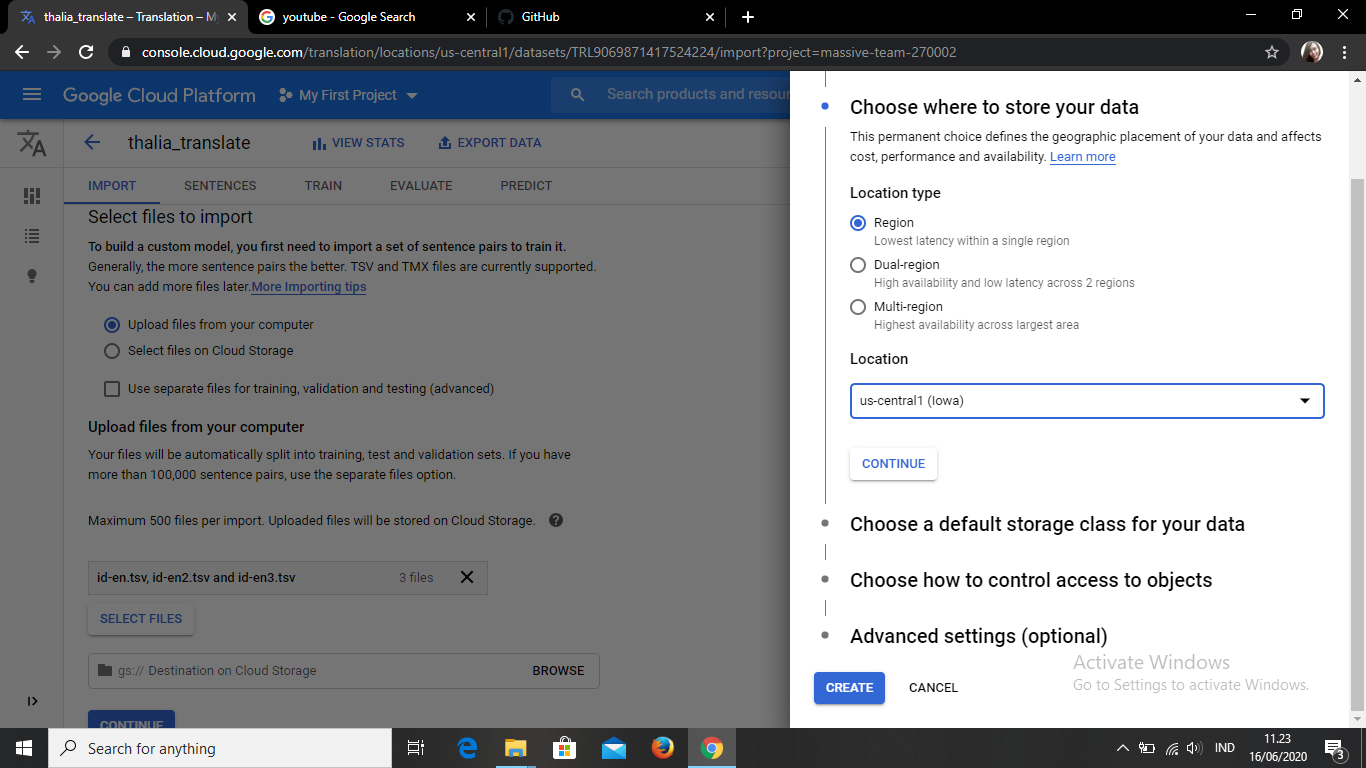 thalia_translate – Translation – My
youtube - Google Search
GitHub
console.cloud.google.com/translation/locations/us-central1/datasets/TRL9069871417524224/import?project=massive-team-270002
Google Cloud Platform
My First Project
Search products and resour
thalia_translate
VIEW STATS
EXPORT DATA
IMPORT
SENTENCES
TRAIN
EVALUATE
PREDICT
Select files to import
To build a custom model, you first need to import a set of sentence pairs to train it.
Generally, the more sentence pairs the better. TSV and TMX files are currently supported.
You can add more files later.More Importing tips
Upload files from your computer
Select files on Cloud Storage
Use separate files for training, validation and testing (advanced)
Upload files from your computer
Your files will be automatically split into training, test and validation sets. If you have
more than 100,000 sentence pairs, use the separate files option.
Maximum 500 files per import. Uploaded files will be stored on Cloud Storage.
id-en.tsv, id-en2.tsv and id-en3.tsv
3 files
SELECT FILES
gs:// Destination on Cloud Storage
BROWSE
CONTINUE
Choose where to store your data
This permanent choice defines the geographic placement of your data and affects
cost, performance and availability. Learn more
Location type
Region
Lowest latency within a single region
Dual-region
High availability and low latency across 2 regions
Multi-region
Highest availability across largest area
Location
us-central1 (Iowa)
CONTINUE
Choose a default storage class for your data
Choose how to control access to objects
Advanced settings (optional)
CREATE
CANCEL
Activate Windows
Go to Settings to activate Windows.
Search for anything
IND
11.23
16/06/2020
3